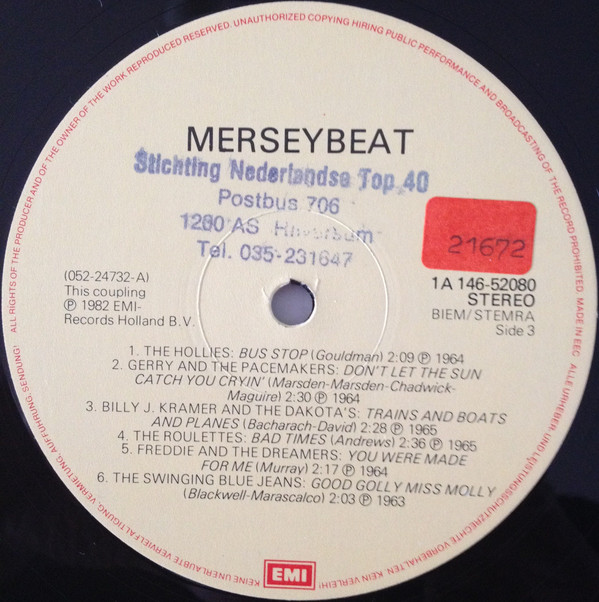 ALL RIGHTS OF THE PRODUCER AND OF THE OWNER OF THE WORK REPRODUCED RESERVED. UNAUTHORIZED COPYING HIRING PUBLIC PERFORMANCE AND BROADCASTING OF THE RECORD PROHIBITED. MADE IN EEC
MERSEYBEAT
Stichting Nederlandse Top 40
Postbus 706
1200 AS Hilversum
Tel. 035-231647
21672
(052-24732-A)
This coupling
℗ 1982 EMI-
Records Holland B.V.
1A 146-52080
STEREO
BIEM/STEMRA
Side 3
1. THE HOLLIES: BUS STOP (Gouldman) 2:09 ℗ 1964
2. GERRY AND THE PACEMAKERS: DON'T LET THE SUN
CATCH YOU CRYIN' (Marsden-Marsden-Chadwick-
Maguire) 2:30 ℗ 1964
3. BILLY J. KRAMER AND THE DAKOTA'S: TRAINS AND BOATS
AND PLANES (Bacharach-David) 2:28 ℗ 1965
4. THE ROULETTES: BAD TIMES (Andrews) 2:36 ℗ 1965
5. FREDDIE AND THE DREAMERS: YOU WERE MADE
FOR ME (Murray) 2:17 ℗ 1964
6. THE SWINGING BLUE JEANS: GOOD GOLLY MISS MOLLY
(Blackwell-Marascalco) 2:03 ℗ 1963
EMI
ALLE URHEBER UND LEISTUNGSSCHUTZRECHTE VORBEHALTEN. KEIN VERLEIH! KEINE UNERLAUBTE VERVIELFÄLTIGUNG, VERMIETUNG, AUFFÜHRUNG, SENDUNG!